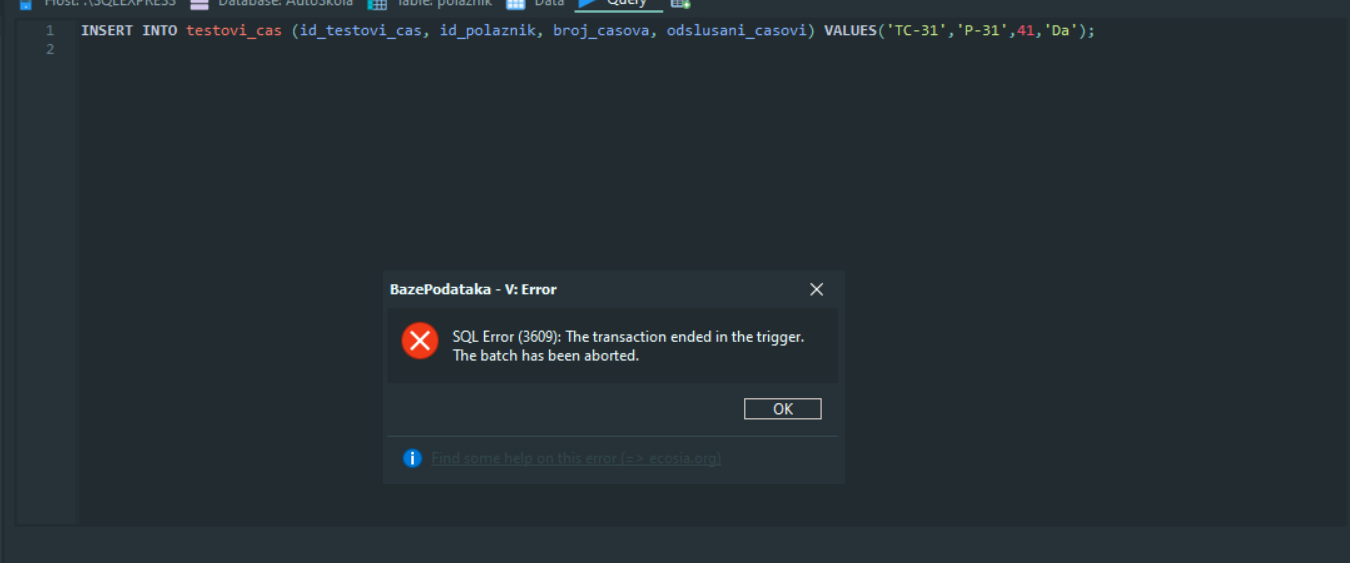 Host: .\SQLEXPRESS Database: AutoSkola Table: polaznik Data Query
1 INSERT INTO testovi_cas (id_testovi_cas, id_polaznik, broj_casova, odslusani_casovi) VALUES('TC-31','P-31',41,'Da');
2
BazePodataka - V: Error
SQL Error (3609): The transaction ended in the trigger.
The batch has been aborted.
OK
Find some help on this error (=> ecosia.org)